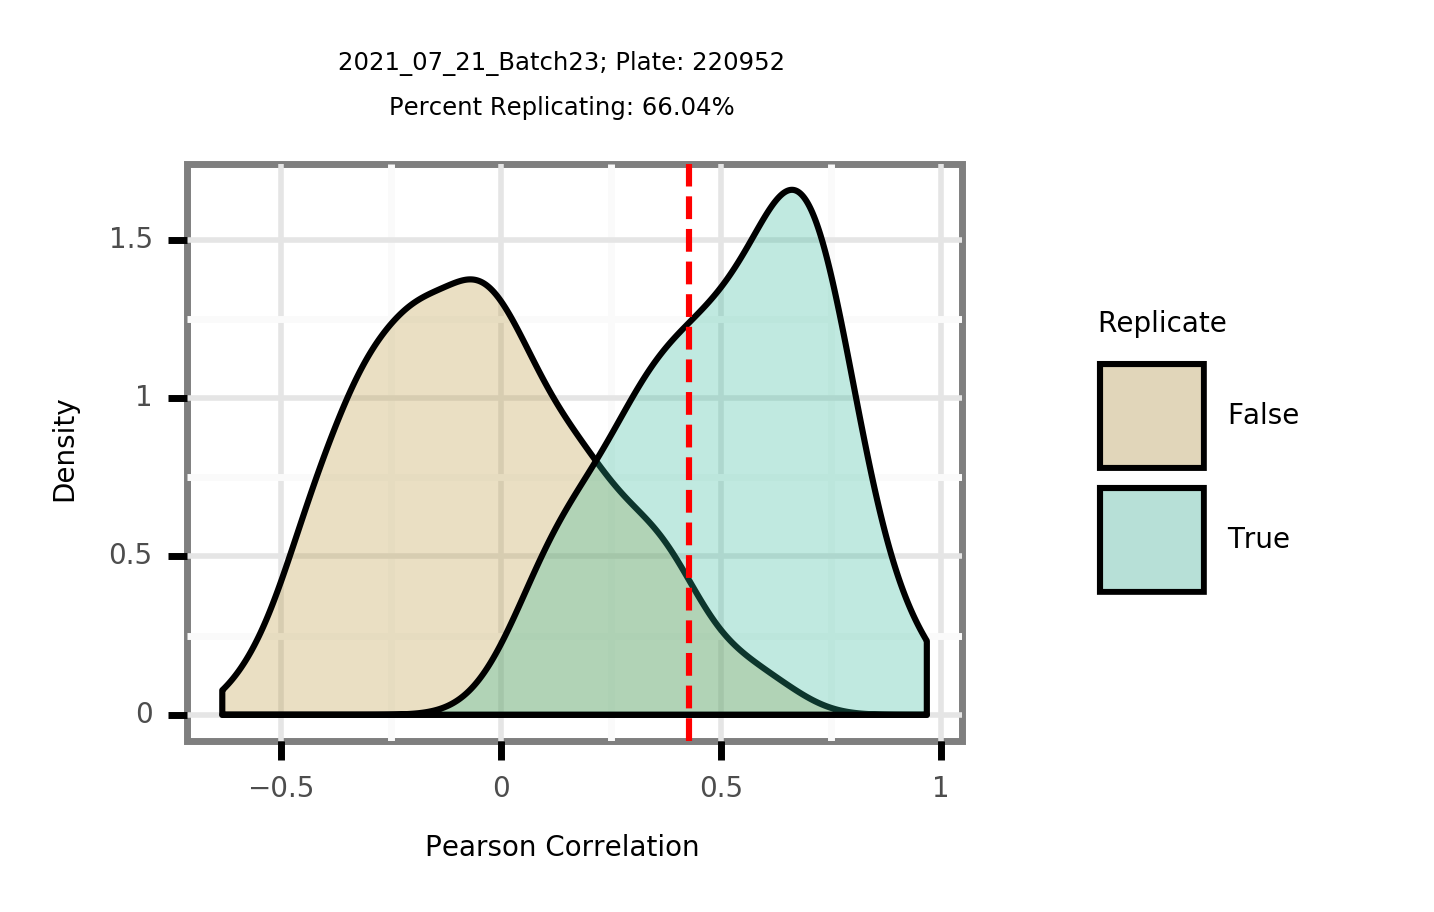 2021_07_21_Batch23; Plate: 220952
Percent Replicating: 66.04%
1.5
1
0.5
0
Density
−0.5 0 0.5 1
Pearson Correlation
Replicate
False
True